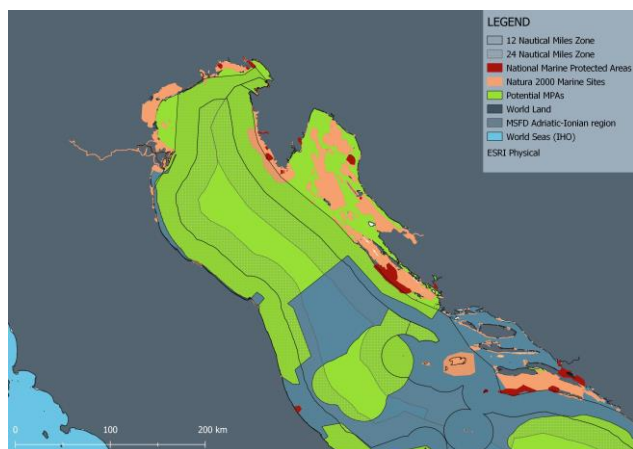 LEGEND
12 Nautical Miles Zone
24 Nautical Miles Zone
National Marine Protected Areas
Natura 2000 Marine Sites
Potential MPAs
World Land
MSFD Adriatic-Ionian region
World Seas (IHO)
ESRI Physical
0 100 200 km